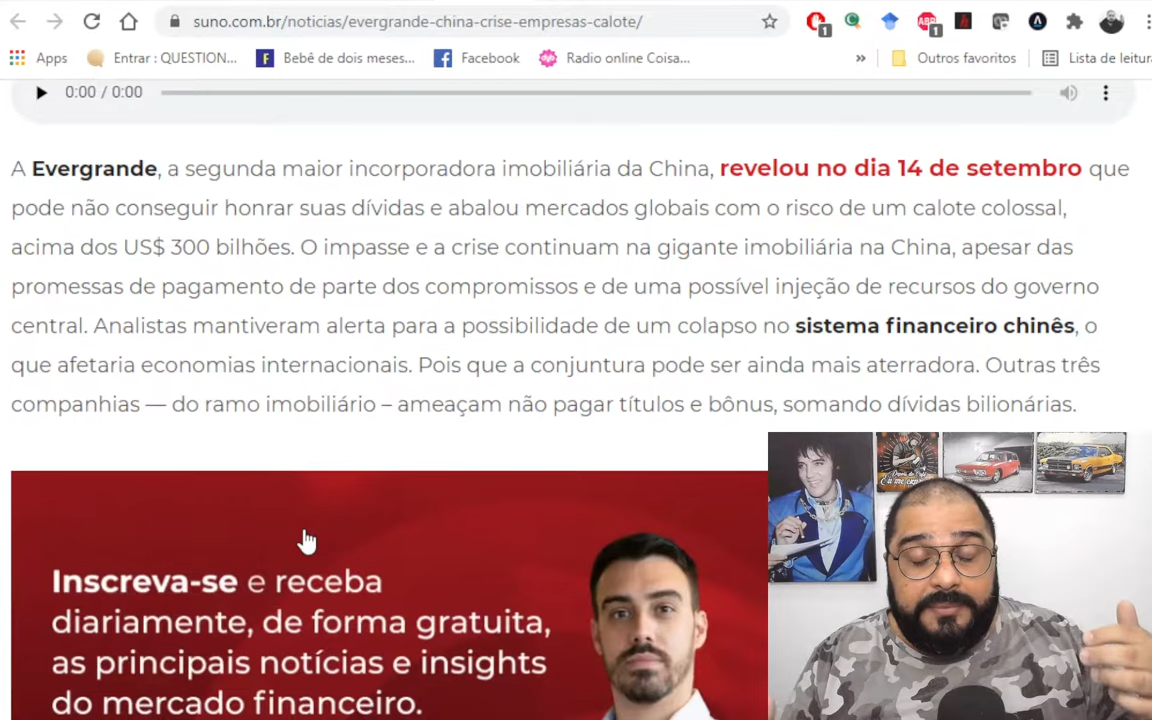 suno.com.br/noticias/evergrande-china-crise-empresas-calote/
1
ABP
1
Apps
Entrar : QUESTION...
F
Bebê de dois meses...
Facebook
Radio online Coisa...
»
Outros favoritos
Lista de leitur
0:00 / 0:00
A Evergrande, a segunda maior incorporadora imobiliária da China, revelou no dia 14 de setembro que
pode não conseguir honrar suas dívidas e abalou mercados globais com o risco de um calote colossal,
acima dos US$ 300 bilhões. O impasse e a crise continuam na gigante imobiliária na China, apesar das
promessas de pagamento de parte dos compromissos e de uma possível injeção de recursos do governo
central. Analistas mantiveram alerta para a possibilidade de um colapso no sistema financeiro chinês, o
que afetaria economias internacionais. Pois que a conjuntura pode ser ainda mais aterradora. Outras três
companhias — do ramo imobiliário – ameaçam não pagar títulos e bônus, somando dívidas bilionárias.
Inscreva-se e receba
diariamente, de forma gratuita,
as principais notícias e insights
do mercado financeiro.